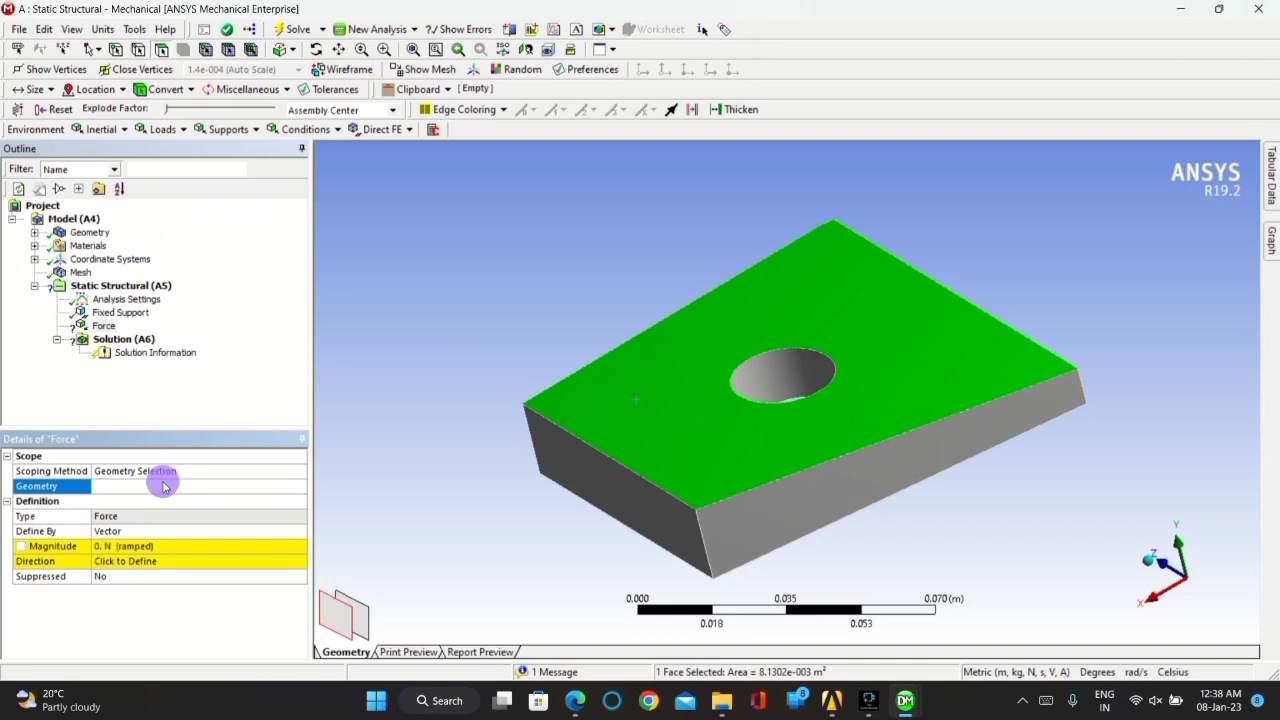 A : Static Structural - Mechanical [ANSYS Mechanical Enterprise]
File Edit View Units Tools Help Solve New Analysis ?/ Show Errors Worksheet
Show Vertices Close Vertices 1.4e-004 (Auto Scale) Wireframe Show Mesh Random Preferences
Size Location Convert Miscellaneous Tolerances Clipboard [ Empty ]
Reset Explode Factor: Assembly Center Edge Coloring Thicken
Environment Inertial Loads Supports Conditions Direct FE
Outline
Filter: Name
Project
Model (A4)
Geometry
Materials
Coordinate Systems
Mesh
Static Structural (A5)
Analysis Settings
Fixed Support
Force
Solution (A6)
Solution Information
Details of "Force"
Scope
Scoping Method Geometry Selection
Geometry
Definition
Type Force
Define By Vector
Magnitude 0. N (ramped)
Direction Click to Define
Suppressed No
ANSYS
R19.2
Tabular Data
Graph
Y
Z
X
0.000 0.035 0.070 (m)
0.018 0.053
Geometry Print Preview Report Preview
1 Message 1 Face Selected: Area = 8.1302e-003 m² Metric (m, kg, N, s, V, A) Degrees rad/s Celsius
20°C
Partly cloudy
Search
8
DM
ENG
IN
12:38 AM
08-Jan-23
8